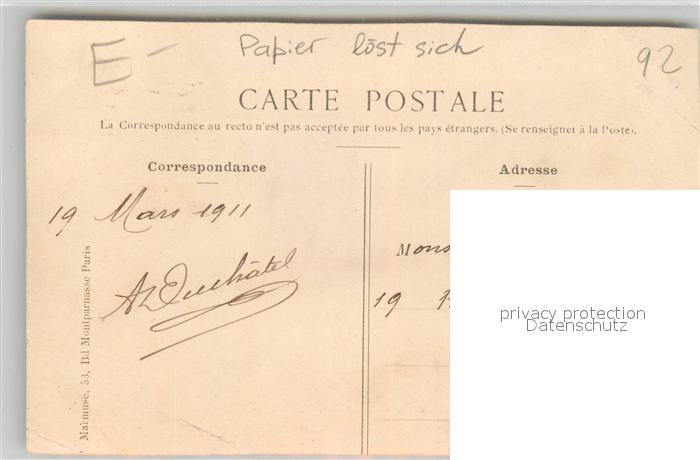 E-
Papier löst sich
92
CARTE POSTALE
La Correspondance au recto n'est pas acceptée par tous les pays étrangers. (Se renseigner à la Poste).
Correspondance
Adresse
19 Mars 1911
Duchâtel
Mons
19
Marmuse, 53, Bd Montparnasse Paris
privacy protection
Datenschutz